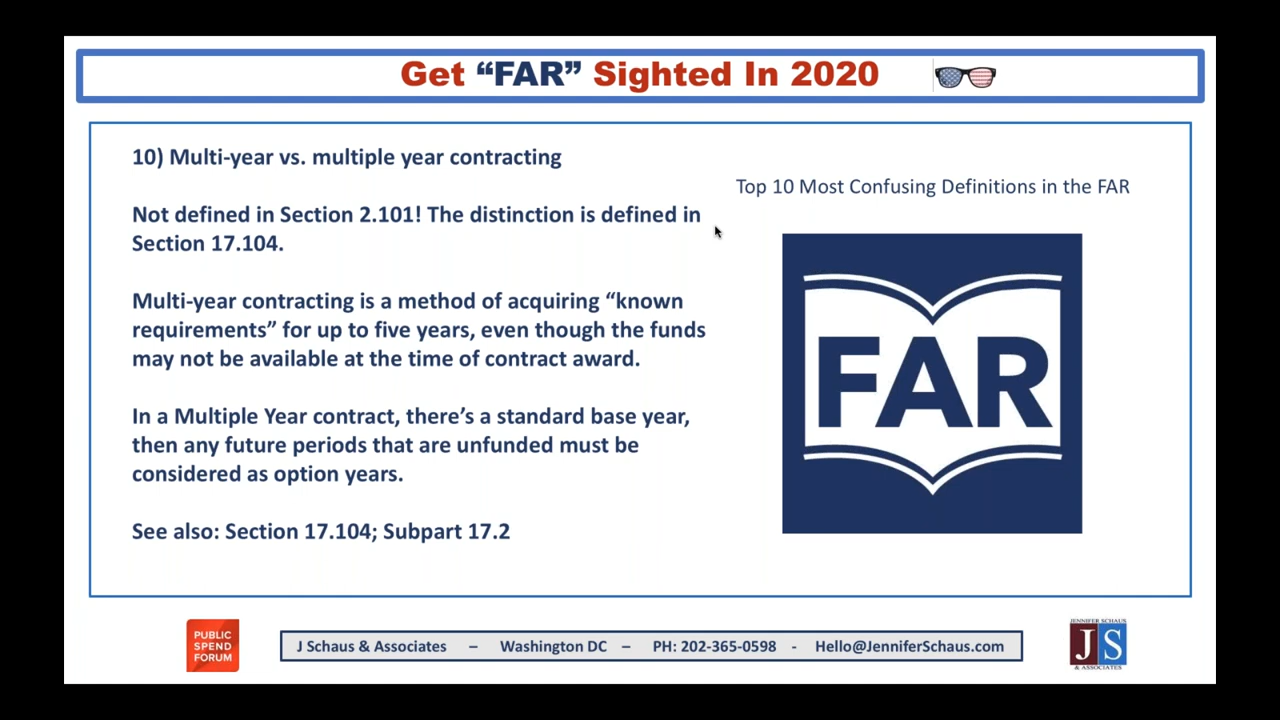 Get “FAR” Sighted In 2020
10) Multi-year vs. multiple year contracting
Not defined in Section 2.101! The distinction is defined in
Section 17.104.
Multi-year contracting is a method of acquiring “known
requirements” for up to five years, even though the funds
may not be available at the time of contract award.
In a Multiple Year contract, there’s a standard base year,
then any future periods that are unfunded must be
considered as option years.
See also: Section 17.104; Subpart 17.2
Top 10 Most Confusing Definitions in the FAR
FAR
PUBLIC
SPEND
FORUM
J Schaus & Associates – Washington DC – PH: 202-365-0598 - Hello@JenniferSchaus.com
JENNIFER SCHAUS
JS
& ASSOCIATES